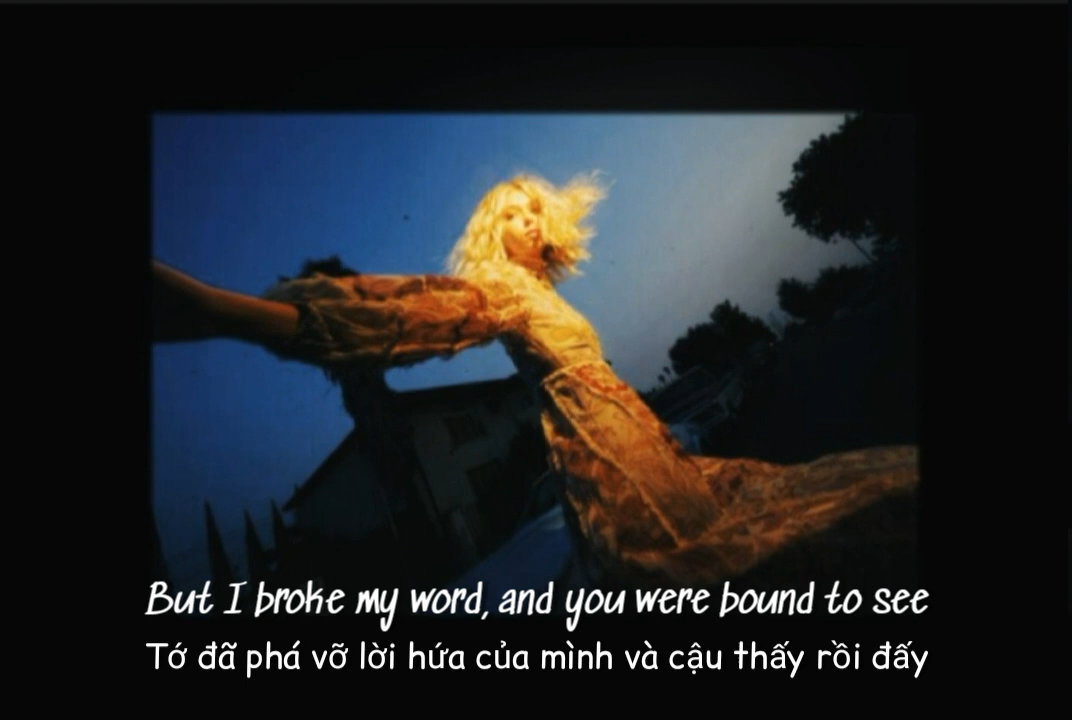 But I broke my word, and you were bound to see
Tớ đã phá vỡ lời hứa của mình và cậu thấy rồi đấy